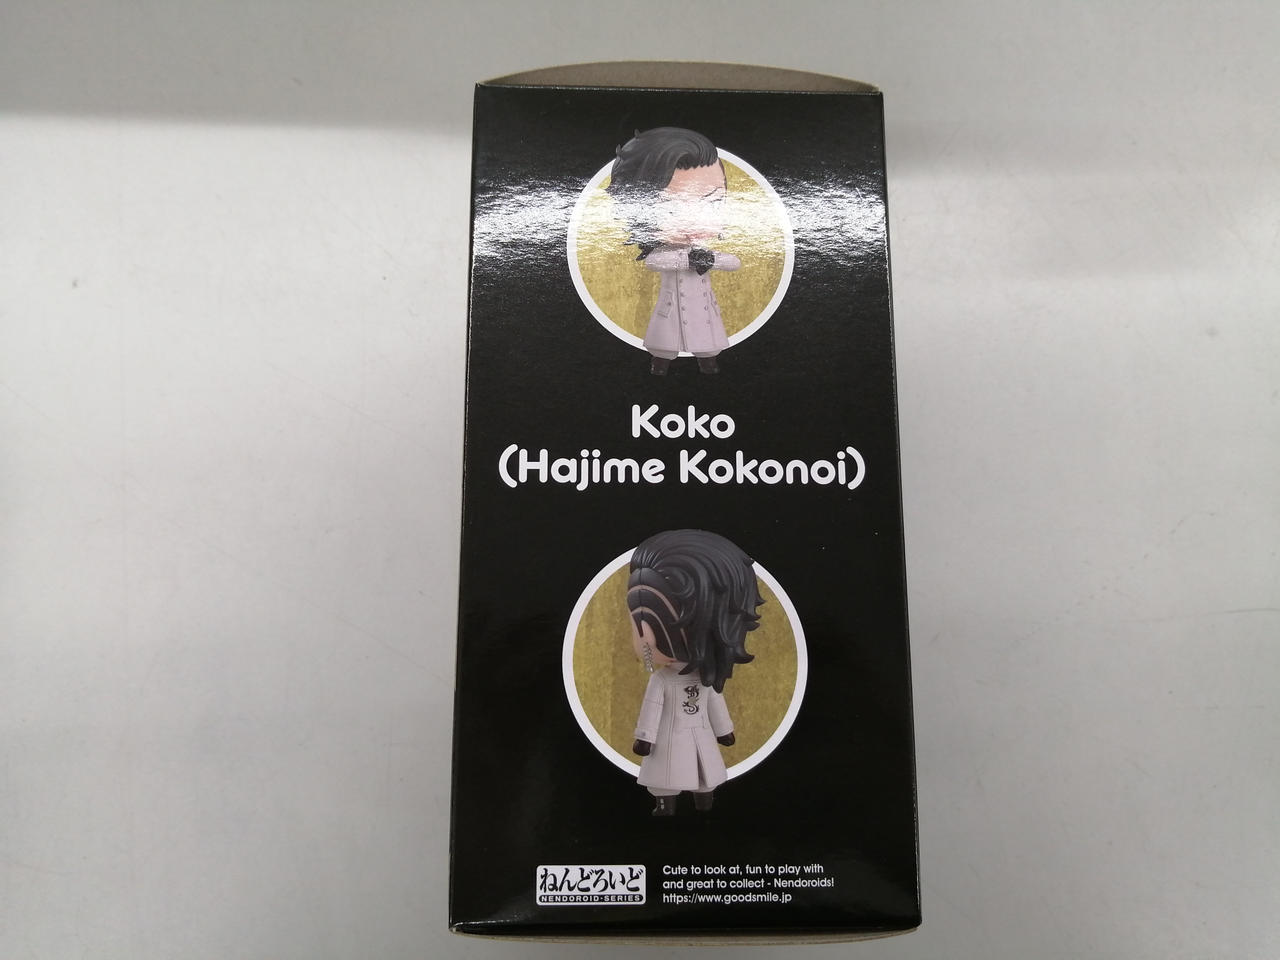 Koko
(Hajime Kokonoi)
ねんどろいど
NENDOROID-SERIES
Cute to look at, fun to play with
and great to collect - Nendoroids!
https://www.goodsmile.jp